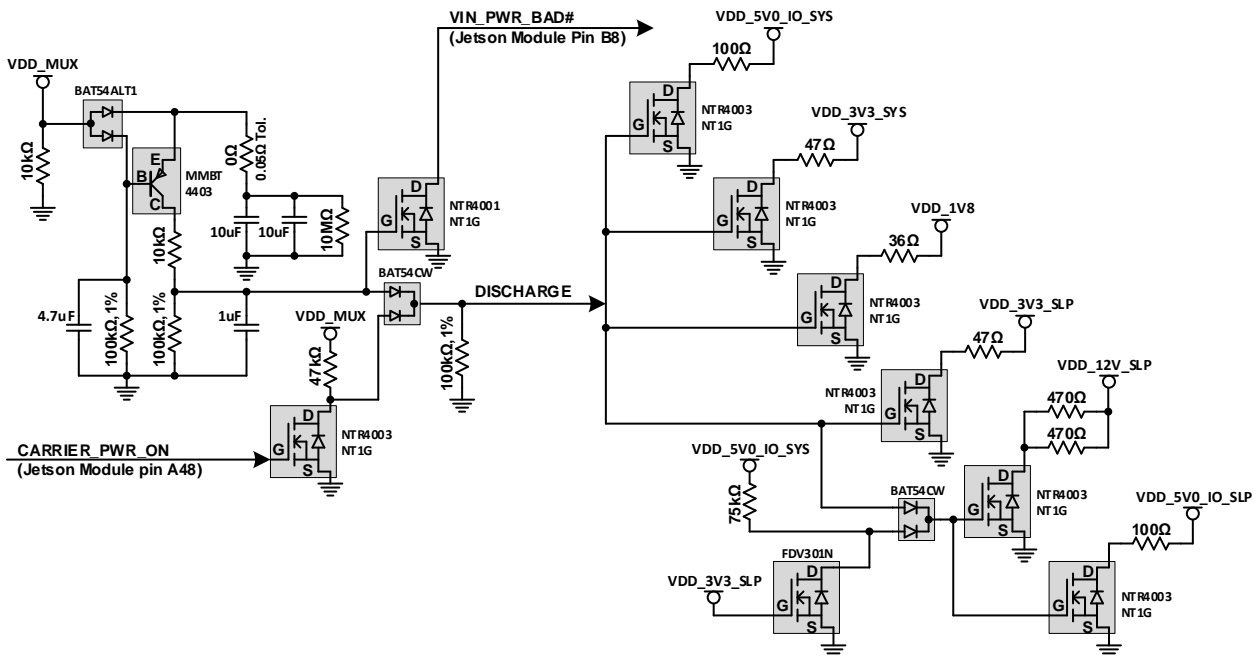 VIN_PWR_BAD#
(Jetson Module Pin B8)
VDD_5V0_IO_SYS
100Ω
D
G
S
NTR4003
NT1G
VDD_MUX
BAT54ALT1
10kΩ
E
B
C
MMBT
4403
0Ω
0.05Ω Tol.
10uF
10uF
10MΩ
10kΩ
4.7uF
100kΩ, 1%
100kΩ, 1%
1uF
D
G
S
NTR4001
NT1G
BAT54CW
DISCHARGE
100kΩ, 1%
VDD_MUX
47kΩ
D
G
S
NTR4003
NT1G
CARRIER_PWR_ON
(Jetson Module pin A48)
VDD_3V3_SYS
47Ω
D
G
S
NTR4003
NT1G
VDD_1V8
36Ω
D
G
S
NTR4003
NT1G
VDD_3V3_SLP
47Ω
D
G
S
NTR4003
NT1G
VDD_12V_SLP
470Ω
470Ω
D
G
S
NTR4003
NT1G
VDD_5V0_IO_SYS
75kΩ
BAT54CW
FDV301N
D
G
S
VDD_3V3_SLP
VDD_5V0_IO_SLP
100Ω
D
G
S
NTR4003
NT1G